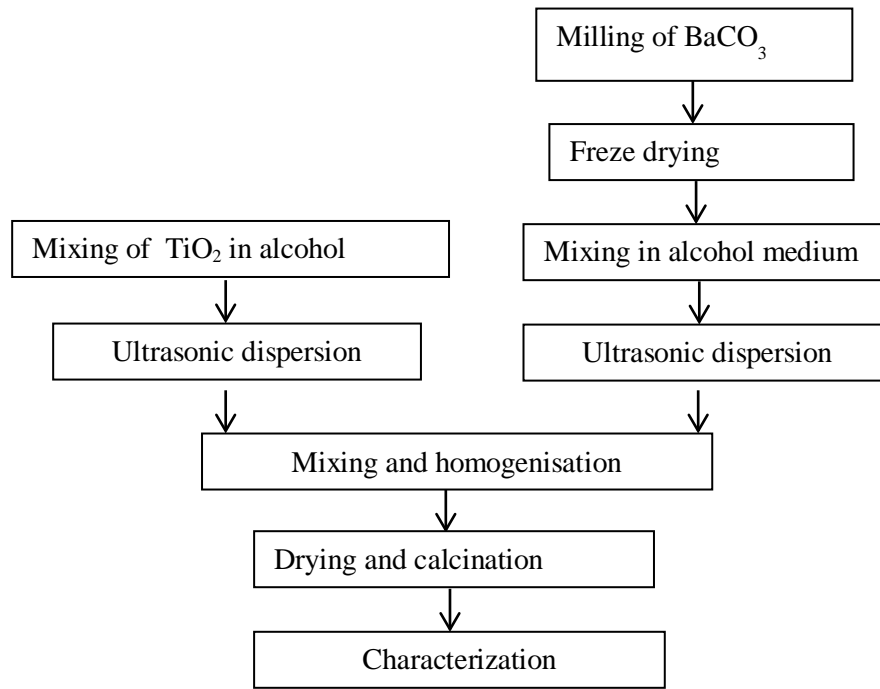 Milling of BaCO₃
Freze drying
Mixing of TiO₂ in alcohol
Mixing in alcohol medium
Ultrasonic dispersion
Ultrasonic dispersion
Mixing and homogenisation
Drying and calcination
Characterization